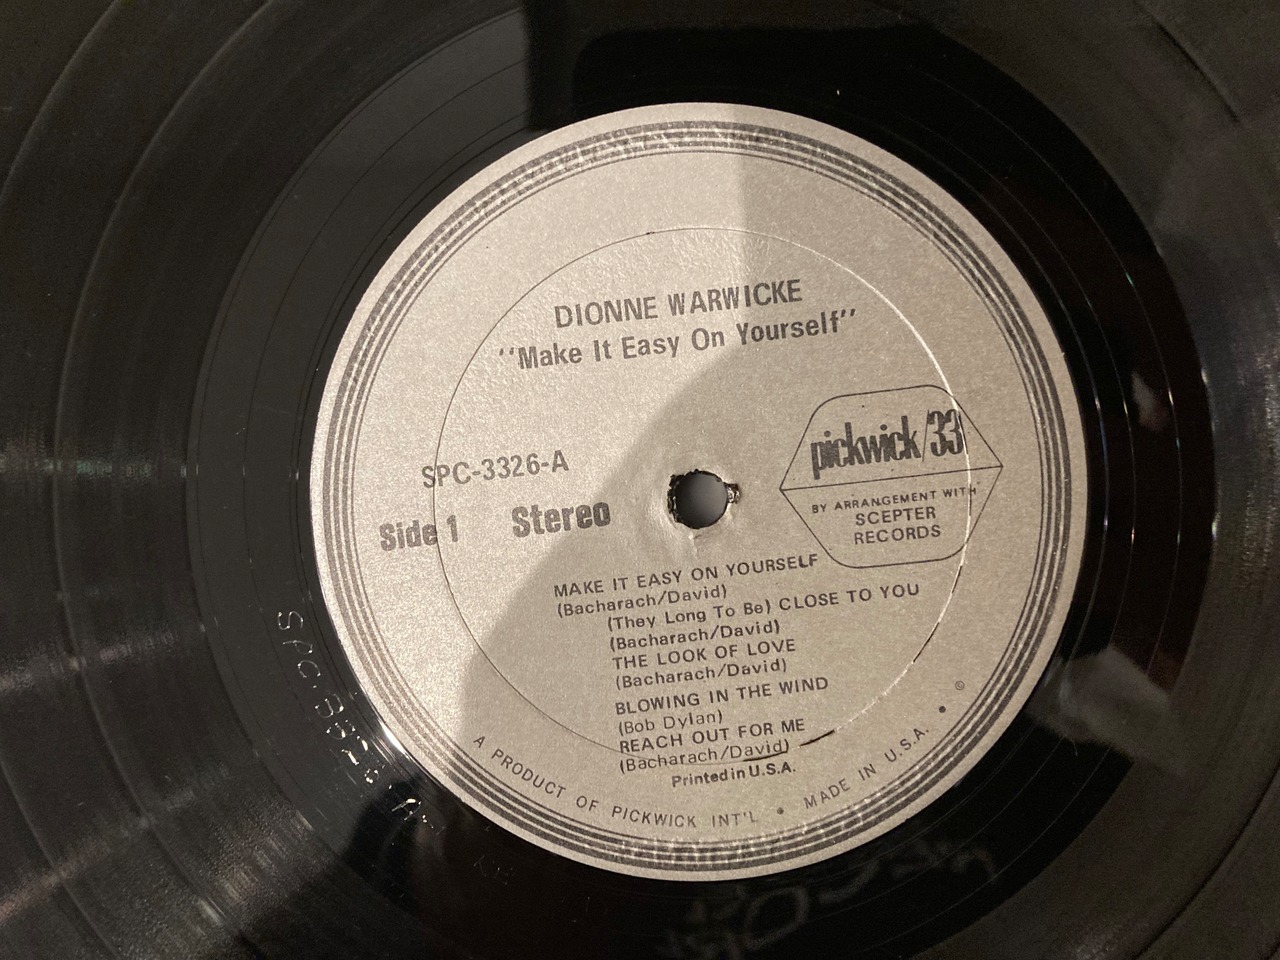 DIONNE WARWICKE
"Make It Easy On Yourself"
pickwick/33
BY ARRANGEMENT WITH
SCEPTER
RECORDS
SPC-3326-A
Side 1 Stereo
MAKE IT EASY ON YOURSELF
(Bacharach/David)
(They Long To Be) CLOSE TO YOU
(Bacharach/David)
THE LOOK OF LOVE
(Bacharach/David)
BLOWING IN THE WIND
(Bob Dylan)
REACH OUT FOR ME
(Bacharach/David)
Printed in U.S.A.
A PRODUCT OF PICKWICK INT'L • MADE IN U.S.A. • ©